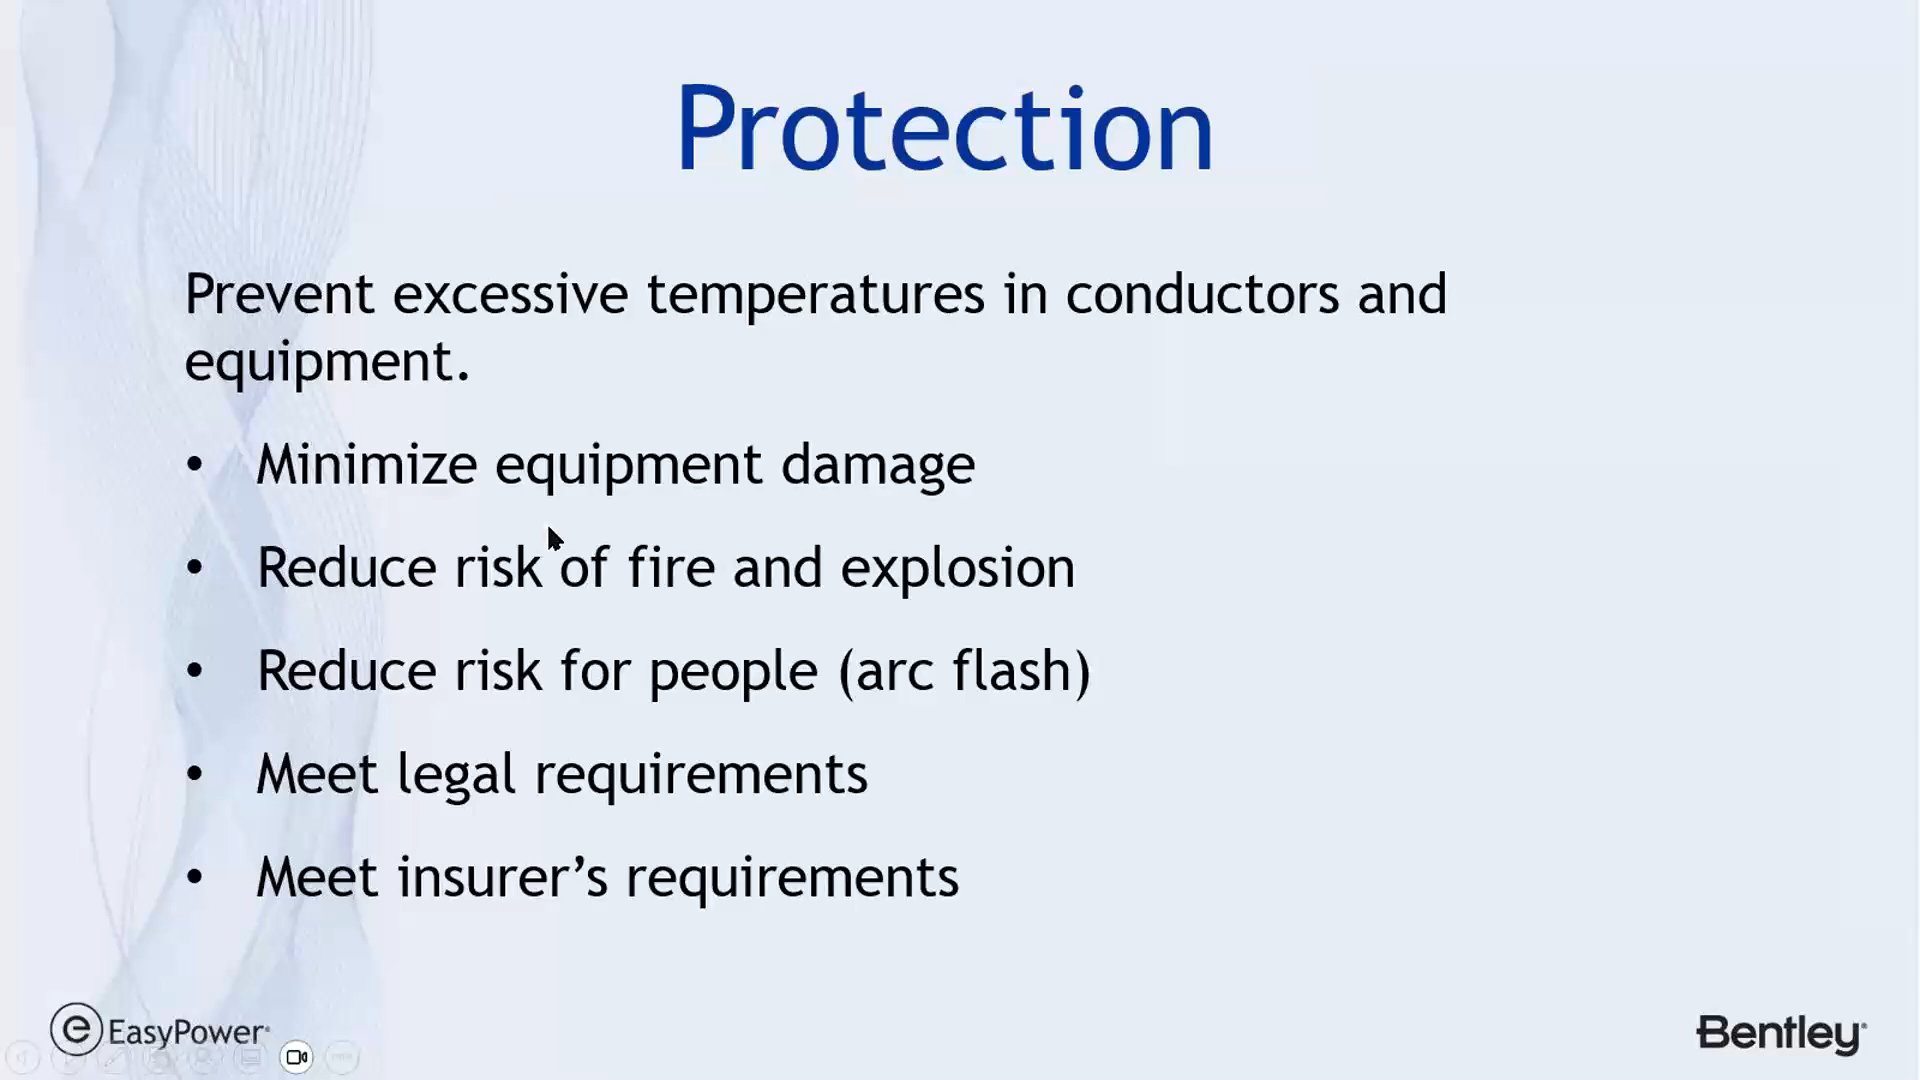 Protection
Prevent excessive temperatures in conductors and
equipment.
• Minimize equipment damage
• Reduce risk of fire and explosion
• Reduce risk for people (arc flash)
• Meet legal requirements
• Meet insurer’s requirements
e EasyPower®
Bentley®